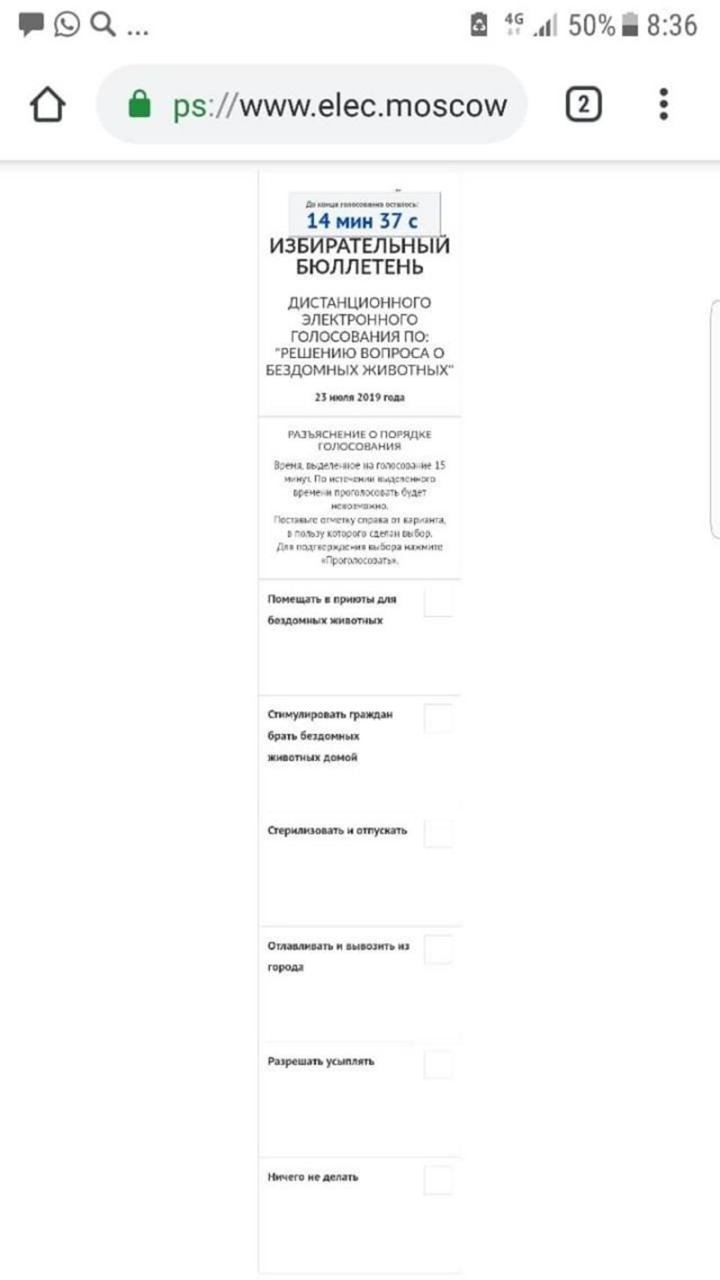 ... 4G 50% 8:36
ps://www.elec.moscow 2
До конца голосования осталось:
14 мин 37 с
ИЗБИРАТЕЛЬНЫЙ
БЮЛЛЕТЕНЬ
ДИСТАНЦИОННОГО
ЭЛЕКТРОННОГО
ГОЛОСОВАНИЯ ПО:
"РЕШЕНИЮ ВОПРОСА О
БЕЗДОМНЫХ ЖИВОТНЫХ"
23 июля 2019 года
РАЗЪЯСНЕНИЕ О ПОРЯДКЕ
ГОЛОСОВАНИЯ
Время, выделенное на голосование 15
минут. По истечении выделенного
времени проголосовать будет
невозможно.
Поставьте отметку справа от варианта,
в пользу которого сделан выбор.
Для подтверждения выбора нажмите
«Проголосовать».
Помещать в приюты для
бездомных животных
Стимулировать граждан
брать бездомных
животных домой
Стерилизовать и отпускать
Отлавливать и вывозить из
города
Разрешать усыплять
Ничего не делать